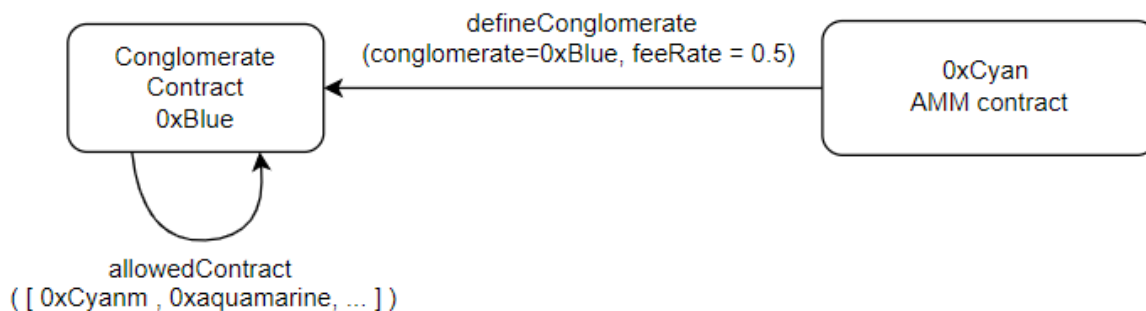 defineConglomerate
(conglomerate=0xBlue, feeRate = 0.5)
Conglomerate
Contract
0xBlue
0xCyan
AMM contract
allowedContract
( [ 0xCyanm , 0xaquamarine, ... ] )